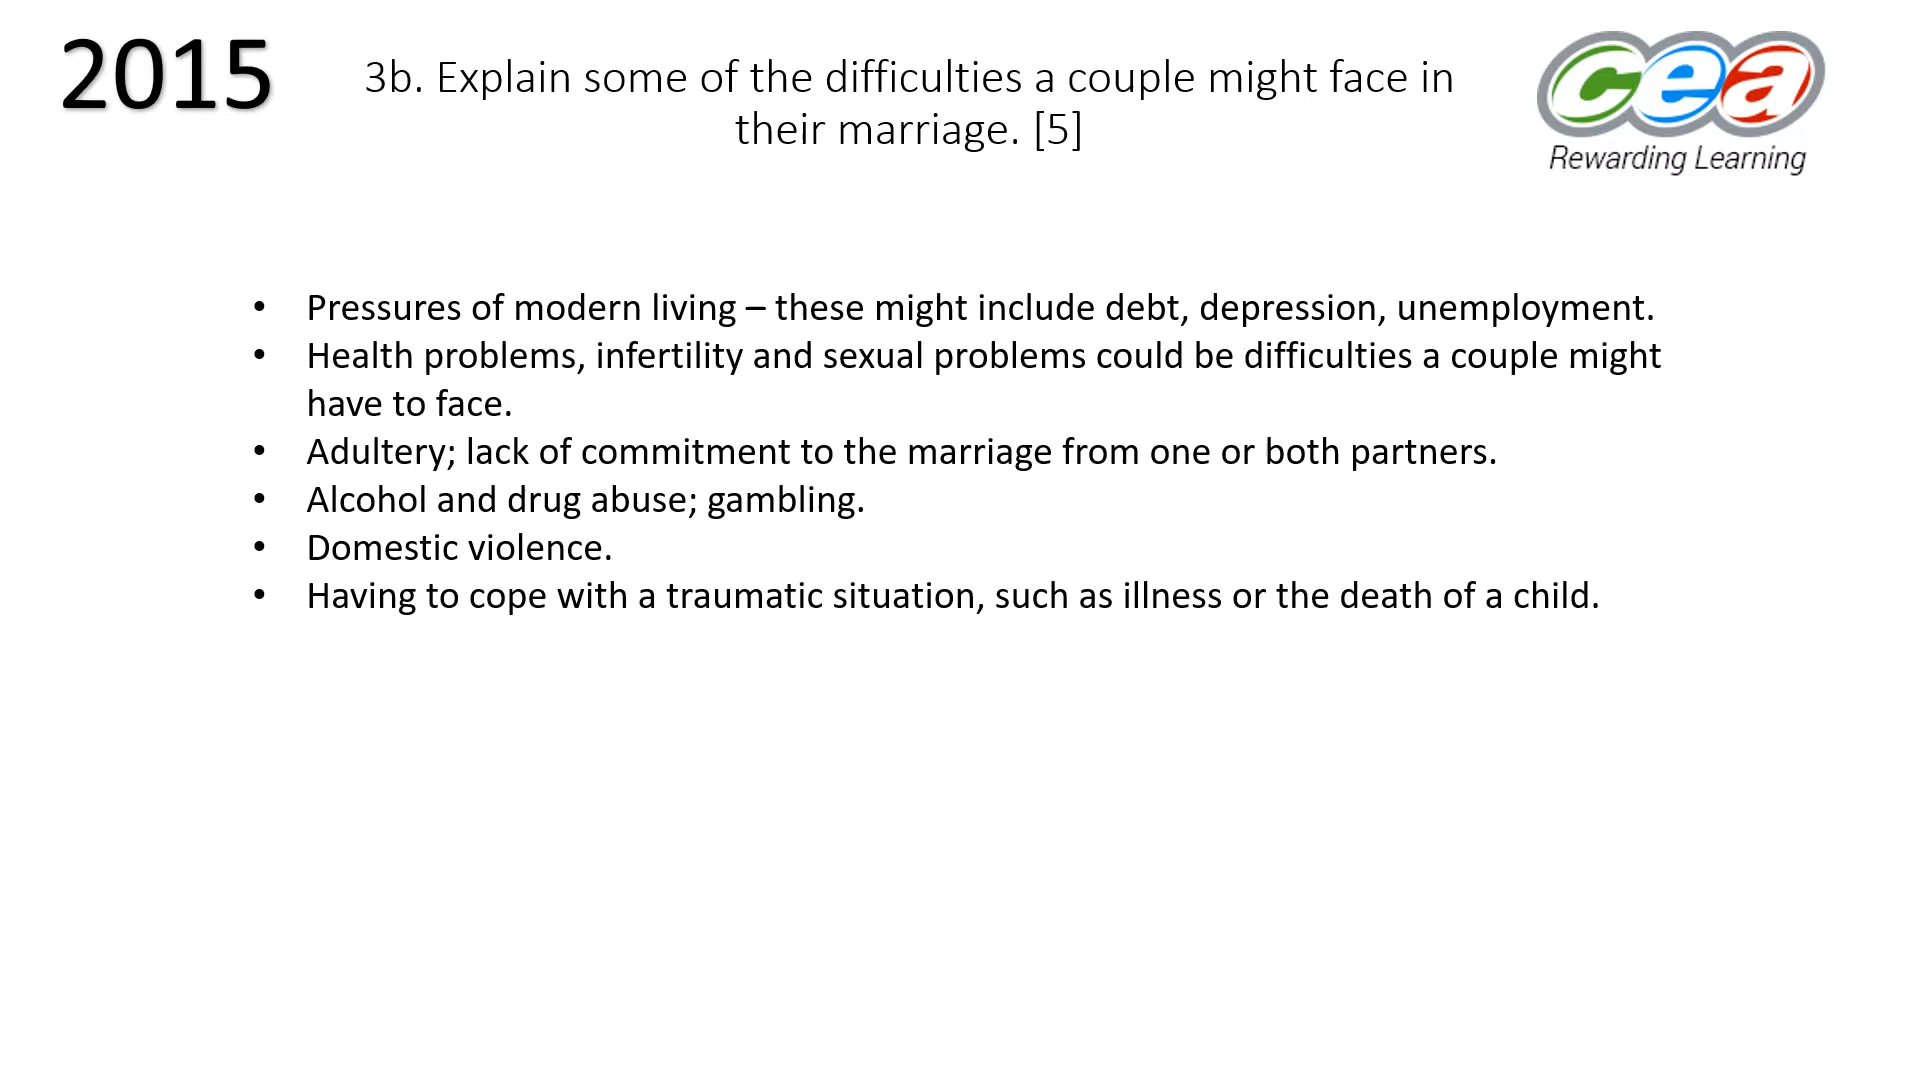 2015
3b. Explain some of the difficulties a couple might face in
their marriage. [5]
cea
Rewarding Learning
• Pressures of modern living – these might include debt, depression, unemployment.
• Health problems, infertility and sexual problems could be difficulties a couple might
have to face.
• Adultery; lack of commitment to the marriage from one or both partners.
• Alcohol and drug abuse; gambling.
• Domestic violence.
• Having to cope with a traumatic situation, such as illness or the death of a child.